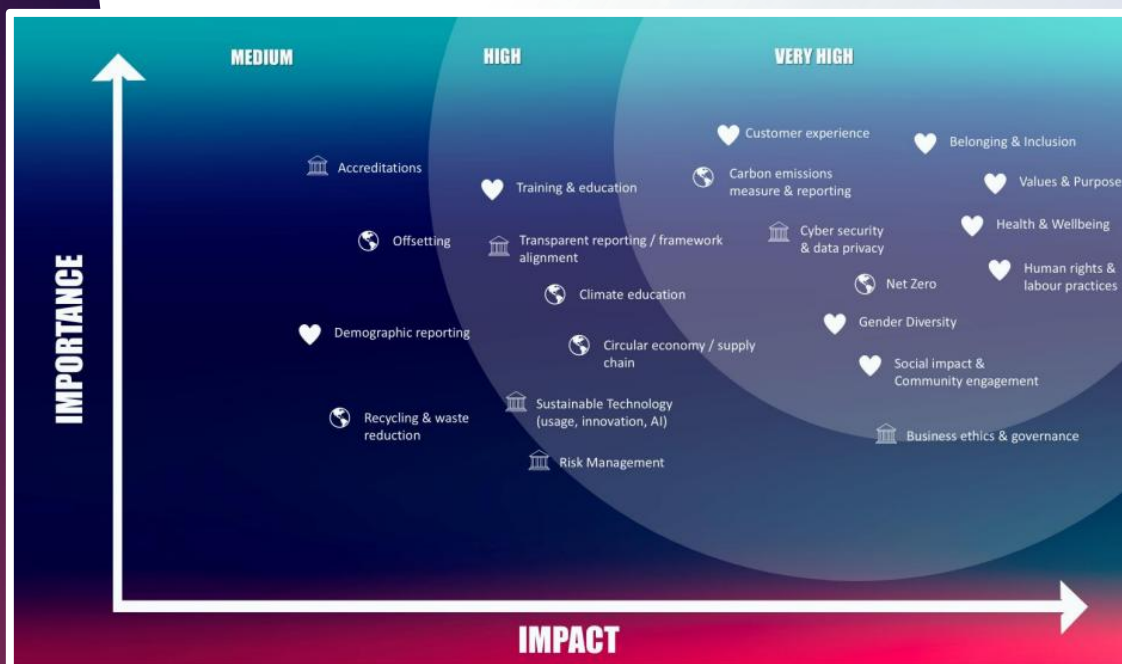 MEDIUM
HIGH
VERY HIGH
IMPORTANCE
Customer experience
Belonging & Inclusion
Accreditations
Training & education
Carbon emissions
measure & reporting
Values & Purpose
Offsetting
Transparent reporting / framework
alignment
Cyber security
& data privacy
Health & Wellbeing
Climate education
Net Zero
Human rights &
labour practices
Demographic reporting
Circular economy / supply
chain
Gender Diversity
Social impact &
Community engagement
Recycling & waste
reduction
Sustainable Technology
(usage, innovation, AI)
Business ethics & governance
Risk Management
IMPACT